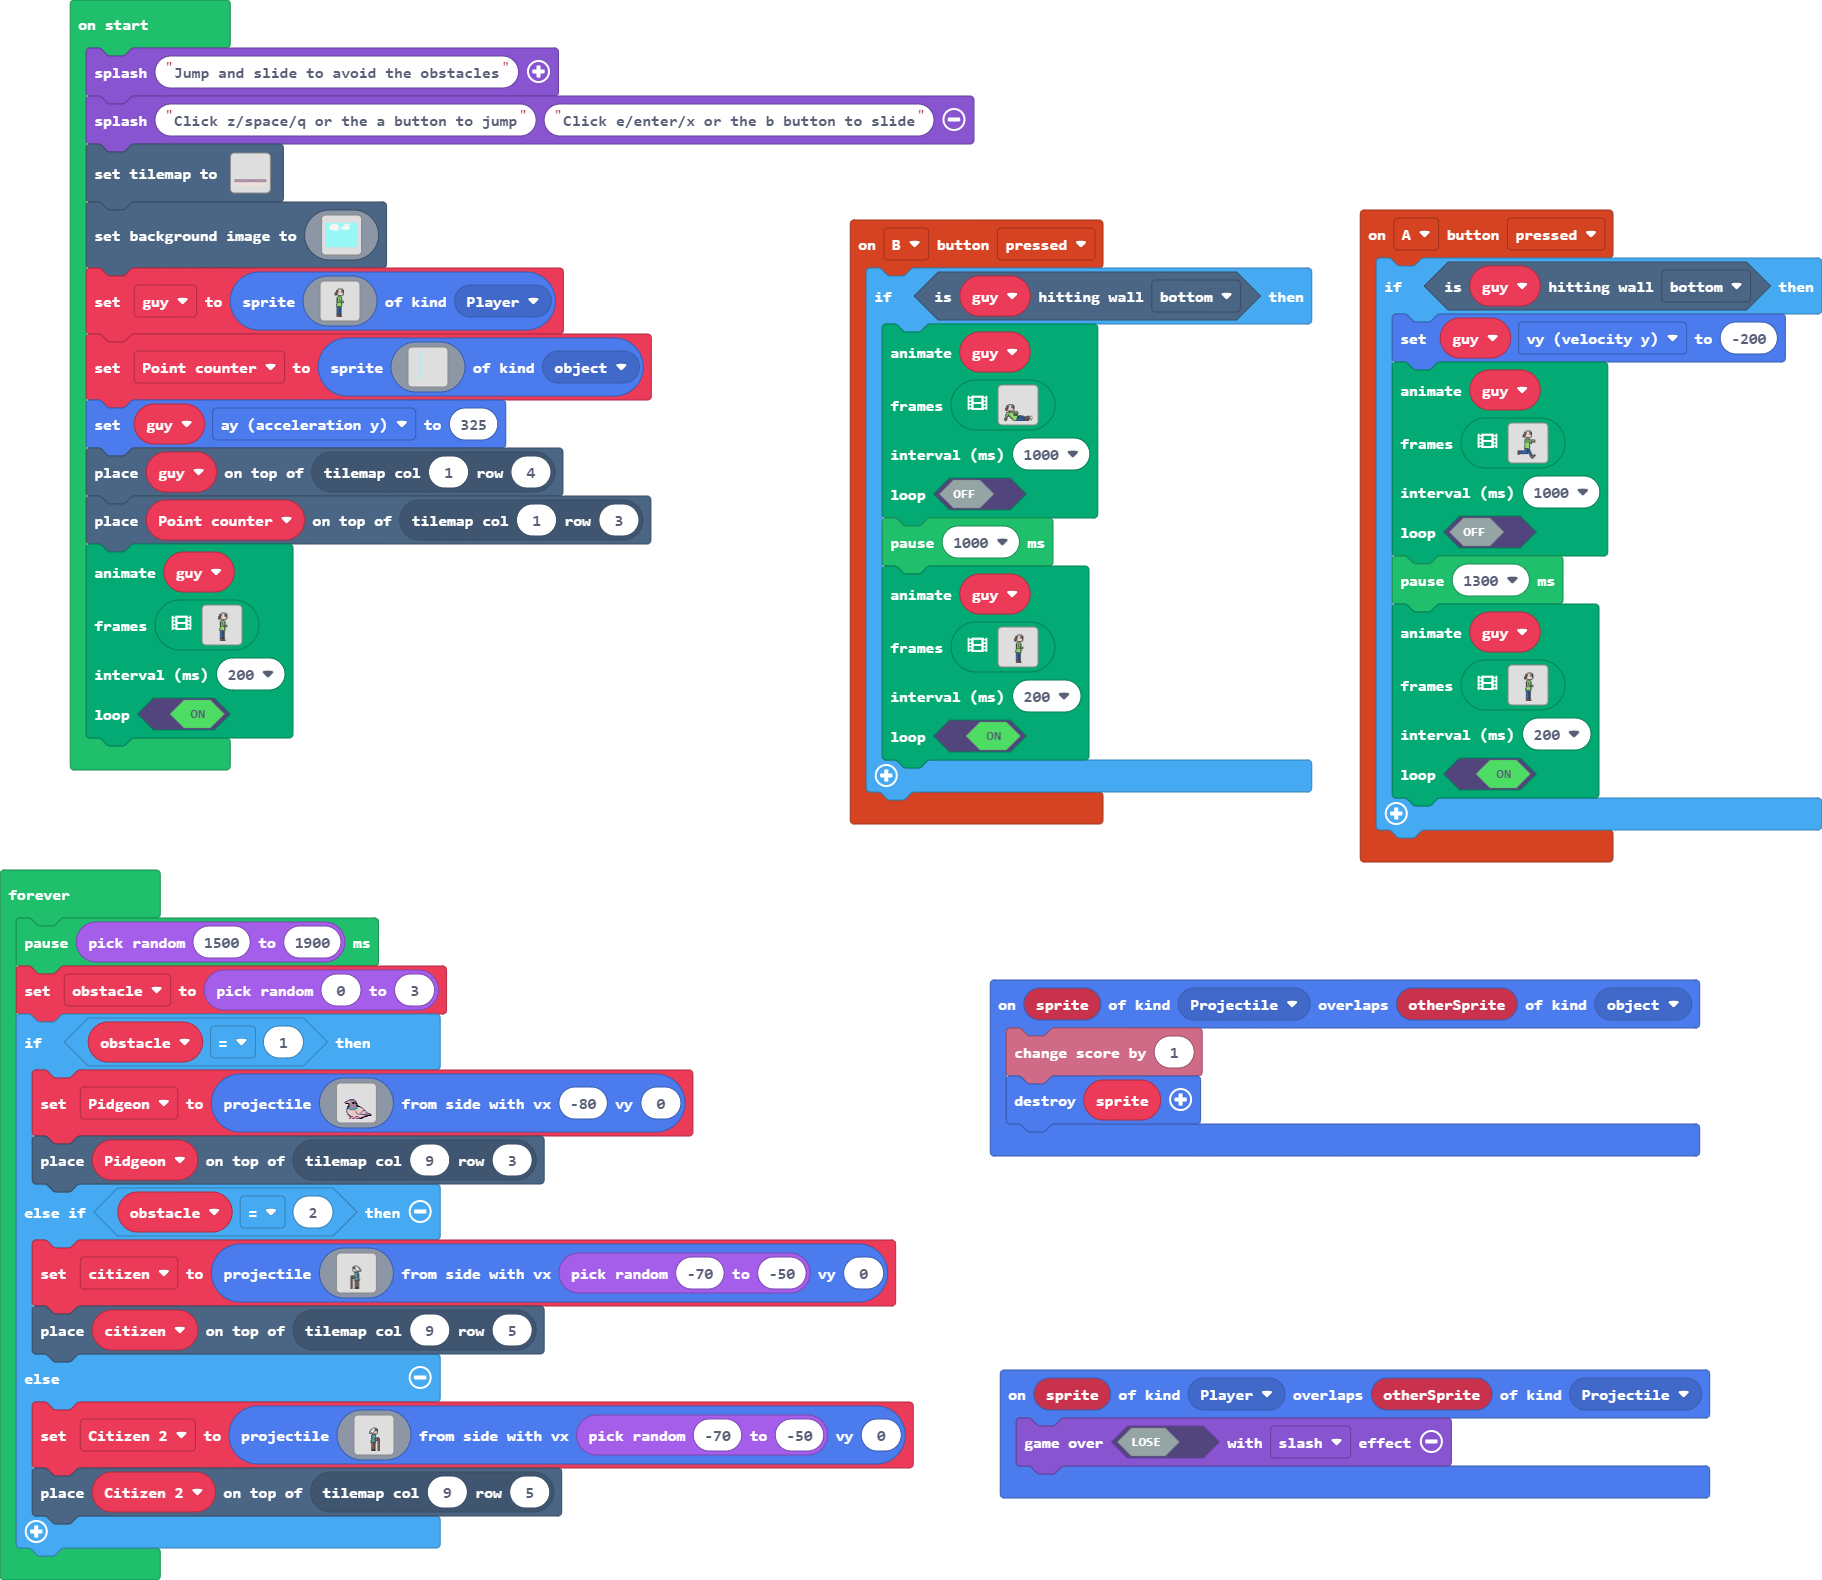 on start
splash "Jump and slide to avoid the obstacles"
splash "Click z/space/q or the a button to jump" "Click e/enter/x or the b button to slide"
set tilemap to
set background image to
set guy to sprite of kind Player
set Point counter to sprite of kind object
set guy ay (acceleration y) to 325
place guy on top of tilemap col 1 row 4
place Point counter on top of tilemap col 1 row 3
animate guy
frames
interval (ms) 200
loop ON
on B button pressed
if is guy hitting wall bottom then
animate guy
frames
interval (ms) 1000
loop OFF
pause 1000 ms
animate guy
frames
interval (ms) 200
loop ON
on A button pressed
if is guy hitting wall bottom then
set guy vy (velocity y) to -200
animate guy
frames
interval (ms) 1000
loop OFF
pause 1300 ms
animate guy
frames
interval (ms) 200
loop ON
forever
pause pick random 1500 to 1900 ms
set obstacle to pick random 0 to 3
if obstacle = 1 then
set Pidgeon to projectile from side with vx -80 vy 0
place Pidgeon on top of tilemap col 9 row 3
else if obstacle = 2 then
set citizen to projectile from side with vx pick random -70 to -50 vy 0
place citizen on top of tilemap col 9 row 5
else
set Citizen 2 to projectile from side with vx pick random -70 to -50 vy 0
place Citizen 2 on top of tilemap col 9 row 5
on sprite of kind Projectile overlaps otherSprite of kind object
change score by 1
destroy sprite
on sprite of kind Player overlaps otherSprite of kind Projectile
game over LOSE with slash effect